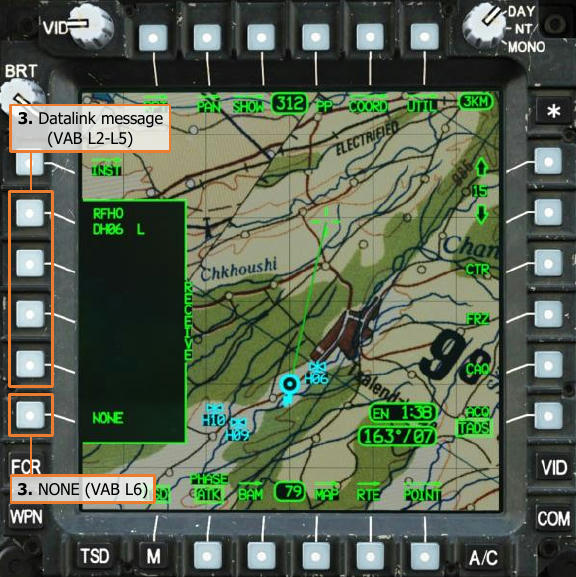 VID
DAY
NT
MONO
BRT
PAN SHOW 312 PP COORD UTIL 3KM
*
3. Datalink message
(VAB L2-L5)
INST
ELECTRIFIED
15
RFHO
DH06 L
RECEIVE
Chkhoushi
CTR
FRZ
CAQ
ACQ
TADS
H06
H10
H09
EN 1:38
163°/07
NONE
FCR
3. NONE (VAB L6)
VID
PHASE
ATK BAM 79 MAP RTE POINT
WPN
COM
TSD M A/C